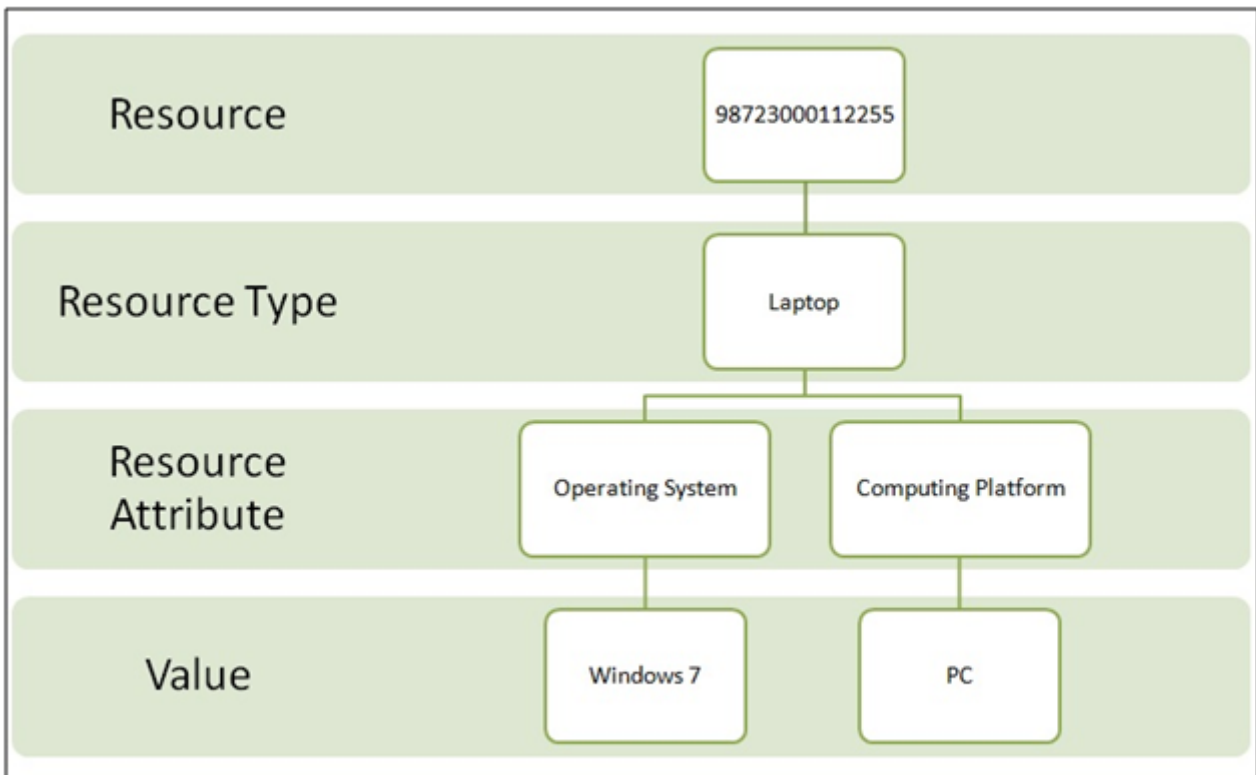 Resource
98723000112255
Resource Type
Laptop
Resource
Attribute
Operating System
Computing Platform
Value
Windows 7
PC